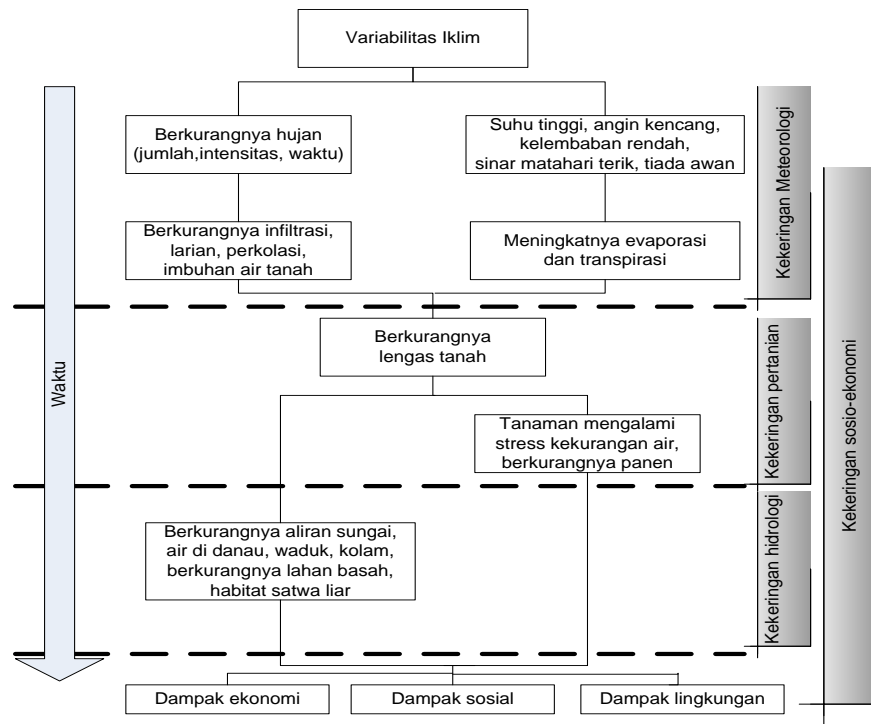 Variabilitas Iklim
Berkurangnya hujan
(jumlah,intensitas, waktu)
Suhu tinggi, angin kencang,
kelembaban rendah,
sinar matahari terik, tiada awan
Berkurangnya infiltrasi,
larian, perkolasi,
imbuhan air tanah
Meningkatnya evaporasi
dan transpirasi
Kekeringan Meteorologi
Berkurangnya
lengas tanah
Tanaman mengalami
stress kekurangan air,
berkurangnya panen
Kekeringan pertanian
Waktu
Kekeringan sosio-ekonomi
Berkurangnya aliran sungai,
air di danau, waduk, kolam,
berkurangnya lahan basah,
habitat satwa liar
Kekeringan hidrologi
Dampak ekonomi
Dampak sosial
Dampak lingkungan